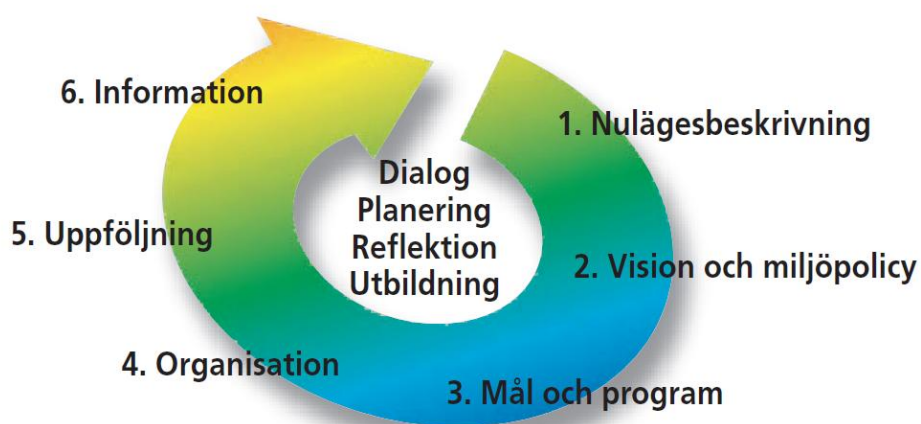 1. Nulägesbeskrivning
2. Vision och miljöpolicy
3. Mål och program
4. Organisation
5. Uppföljning
6. Information
Dialog
Planering
Reflektion
Utbildning